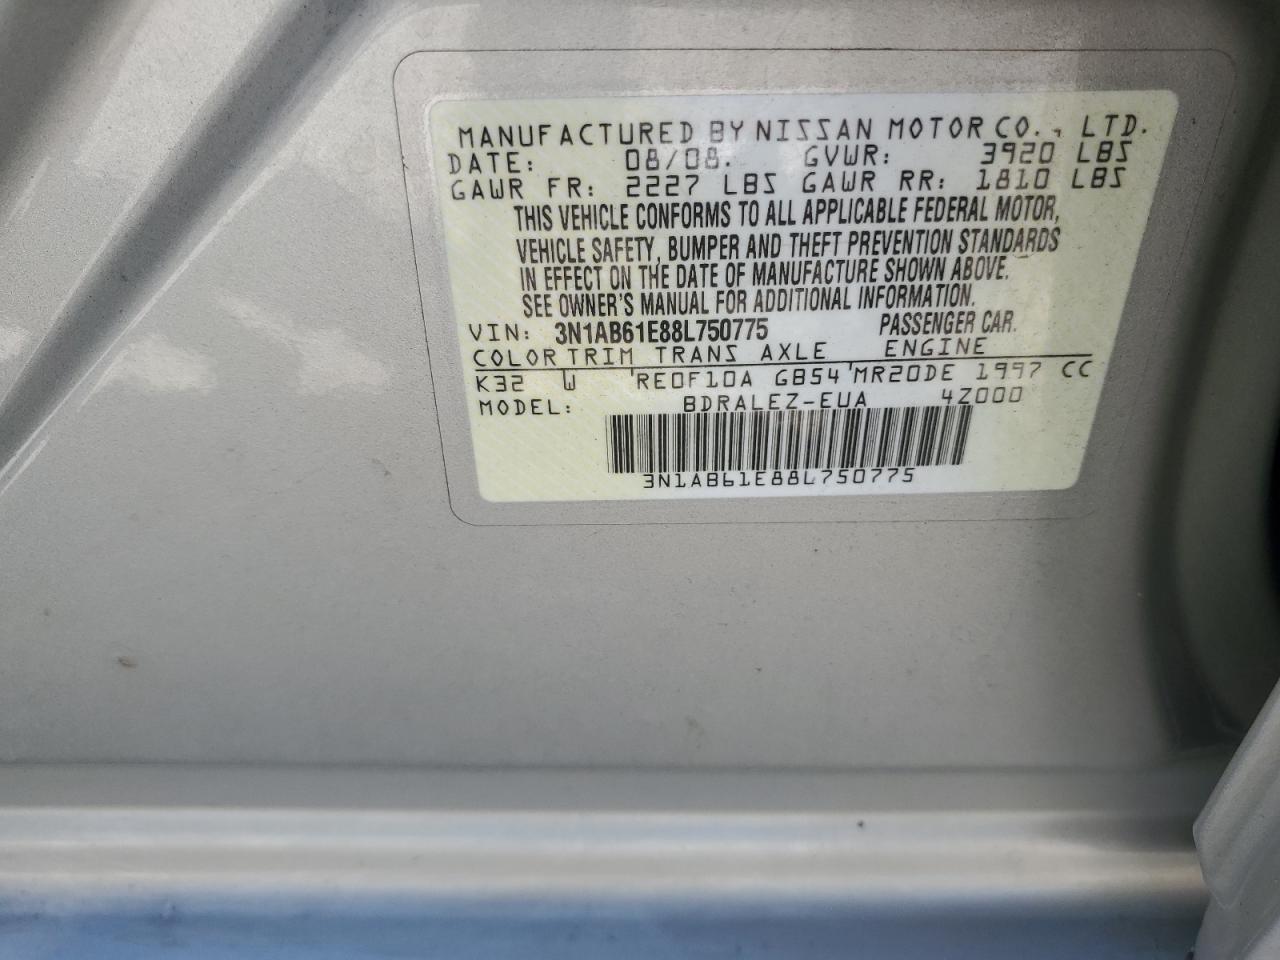 MANUFACTURED BY NISSAN MOTOR CO., LTD.
DATE: 08/08. GVWR: 3920 LBS
GAWR FR: 2227 LBS GAWR RR: 1810 LBS
THIS VEHICLE CONFORMS TO ALL APPLICABLE FEDERAL MOTOR,
VEHICLE SAFETY, BUMPER AND THEFT PREVENTION STANDARDS
IN EFFECT ON THE DATE OF MANUFACTURE SHOWN ABOVE.
SEE OWNER'S MANUAL FOR ADDITIONAL INFORMATION.
VIN: 3N1AB61E88L750775 PASSENGER CAR.
COLOR TRIM TRANS AXLE ENGINE
K32 W RE0F10A GB54 MR20DE 1997 CC
MODEL: BDRALEZ-EUA 4Z000
3N1AB61E88L750775